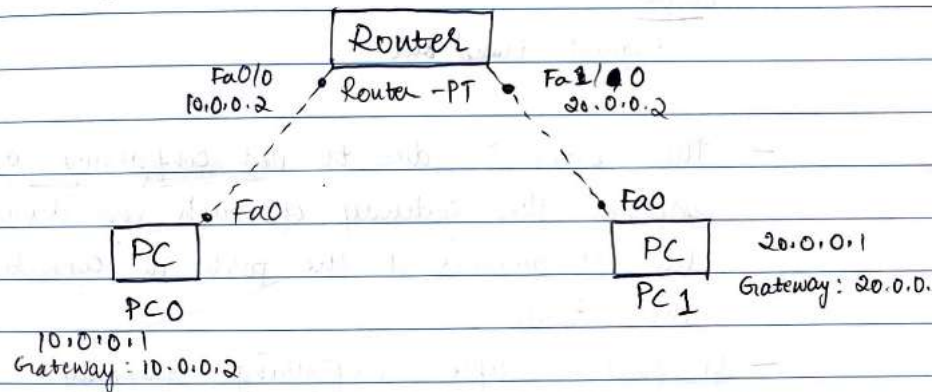 Router
Fa0/0
10.0.0.2
Router-PT
Fa1/0
20.0.0.2
Fa0
Fa0
PC
PC0
10.0.0.1
Gateway: 10.0.0.2
PC
PC1
20.0.0.1
Gateway: 20.0.0.